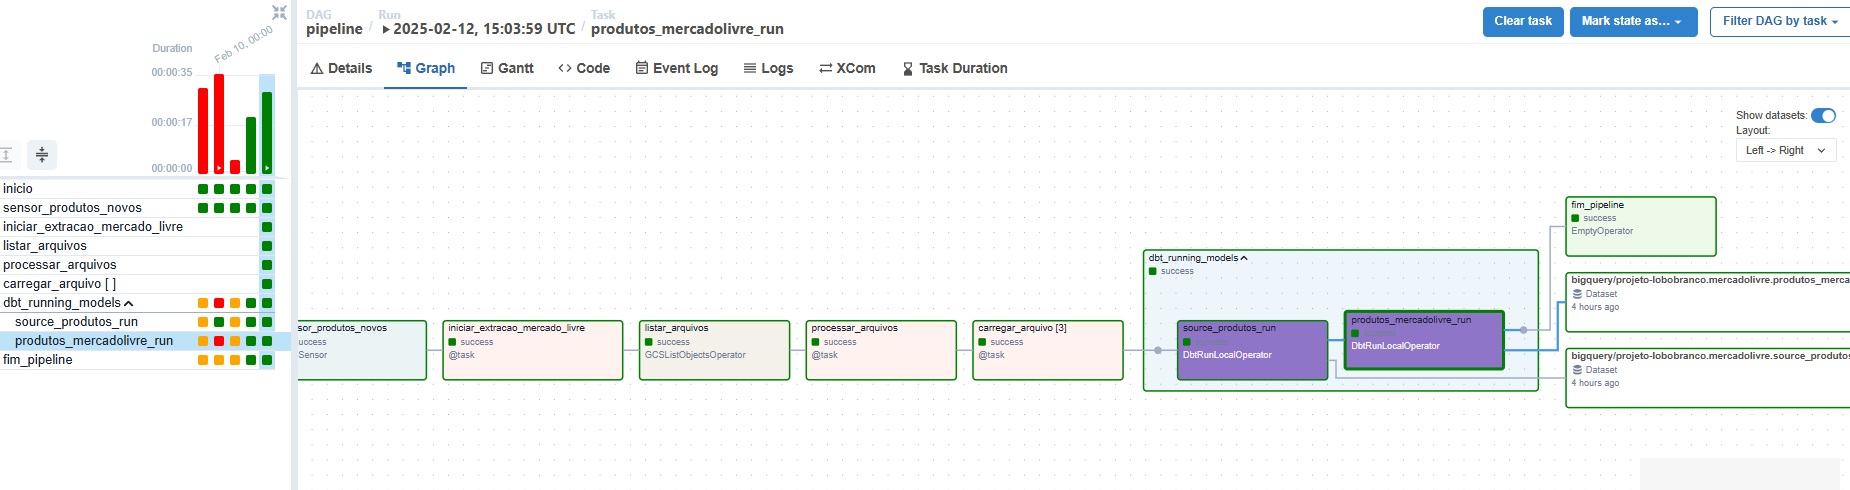 DAG
pipeline
/
Run
2025-02-12, 15:03:59 UTC
/
Task
produtos_mercadolivre_run
Clear task
Mark state as…
Filter DAG by task
Details
Graph
Gantt
Code
Event Log
Logs
XCom
Task Duration
Feb 10, 00:00
Duration
00:00:35
00:00:17
00:00:00
inicio
sensor_produtos_novos
iniciar_extracao_mercado_livre
listar_arquivos
processar_arquivos
carregar_arquivo [ ]
dbt_running_models
source_produtos_run
produtos_mercadolivre_run
fim_pipeline
Show datasets:
Layout:
Left -> Right
sor_produtos_novos
uccess
Sensor
iniciar_extracao_mercado_livre
success
@task
listar_arquivos
success
GCSListObjectsOperator
processar_arquivos
success
@task
carregar_arquivo [3]
success
@task
dbt_running_models
success
source_produtos_run
success
DbtRunLocalOperator
produtos_mercadolivre_run
success
DbtRunLocalOperator
fim_pipeline
success
EmptyOperator
bigquery/projeto-lobobranco.mercadolivre.produtos_merca
Dataset
4 hours ago
bigquery/projeto-lobobranco.mercadolivre.source_produtos
Dataset
4 hours ago